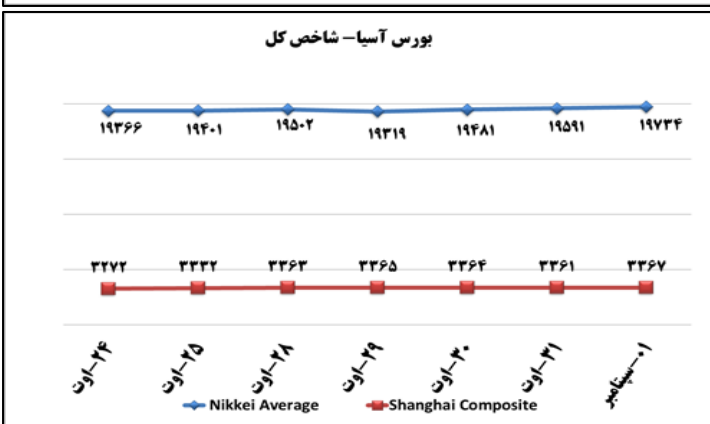 بورس آسیا– شاخص کل
۱۹۳۶۶ ۱۹۴۰۱ ۱۹۵۰۲ ۱۹۳۱۹ ۱۹۴۸۱ ۱۹۵۹۱ ۱۹۷۳۴
۳۲۷۲ ۳۳۳۲ ۳۳۶۳ ۳۳۶۵ ۳۳۶۴ ۳۳۶۱ ۳۳۶۷
۲۴-اوت ۲۵-اوت ۲۸-اوت ۲۹-اوت ۳۰-اوت ۳۱-اوت ۰۱-سپتامبر
Nikkei Average Shanghai Composite